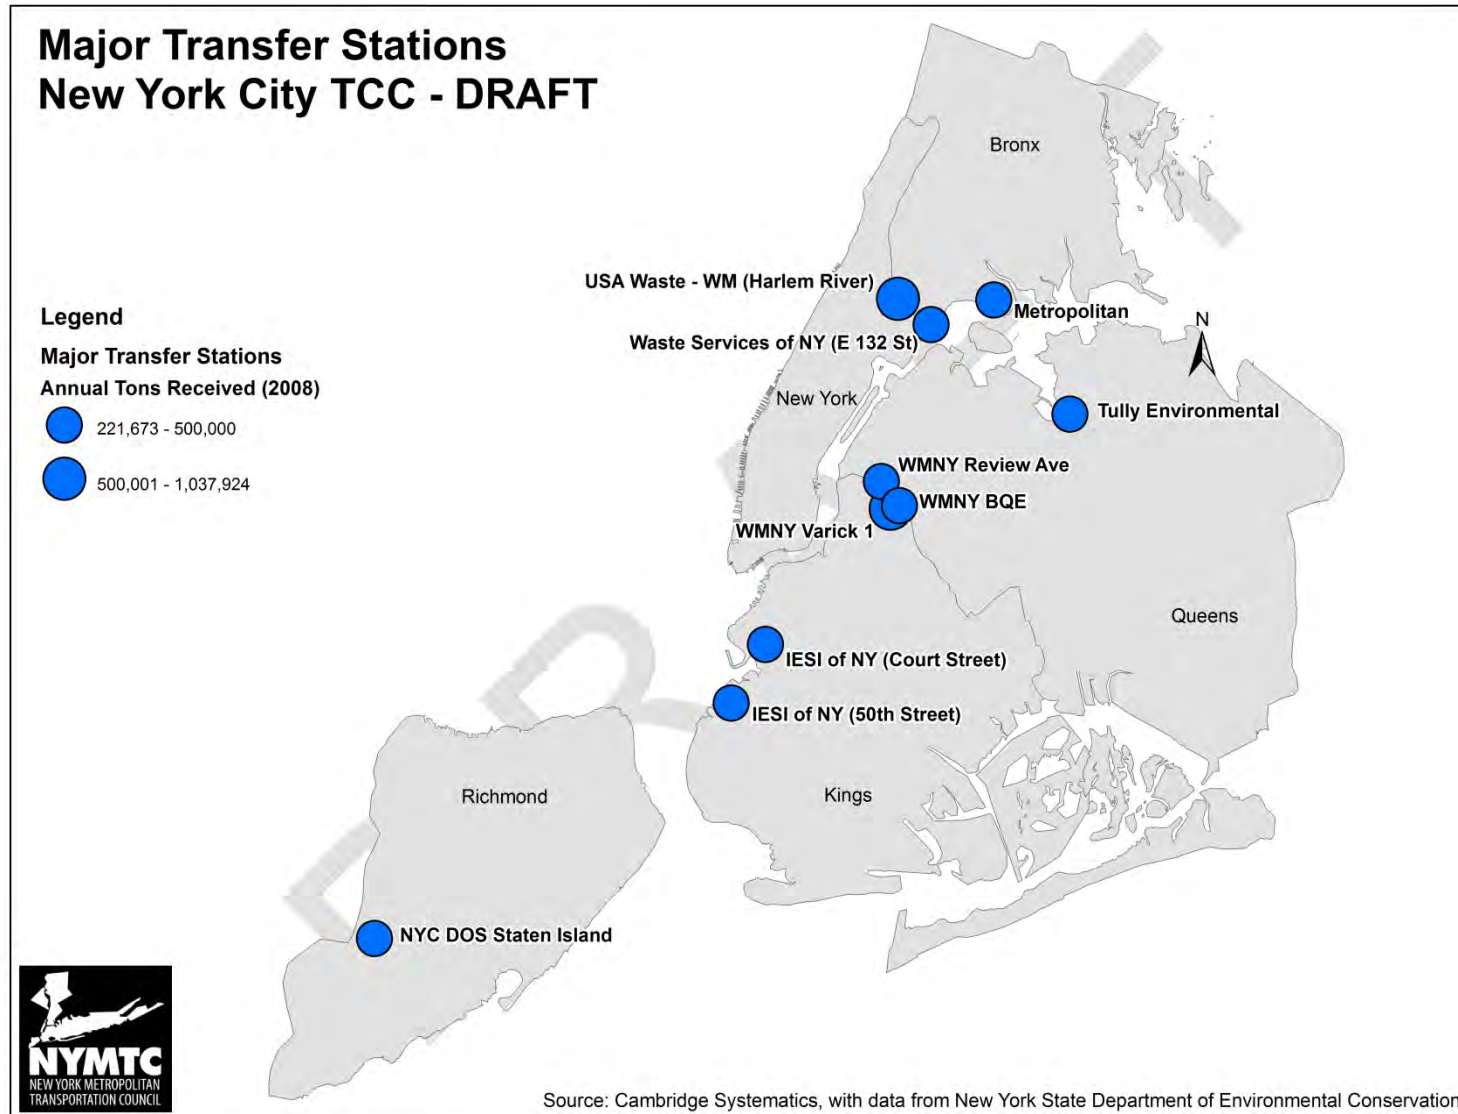 Major Transfer Stations
New York City TCC - DRAFT
Bronx
USA Waste - WM (Harlem River)
Metropolitan
Waste Services of NY (E 132 St)
N
Legend
Major Transfer Stations
Annual Tons Received (2008)
221,673 - 500,000
500,001 - 1,037,924
New York
Tully Environmental
WMNY Review Ave
WMNY BQE
WMNY Varick 1
Queens
IESI of NY (Court Street)
IESI of NY (50th Street)
Richmond
Kings
NYC DOS Staten Island
NYMTC
NEW YORK METROPOLITAN
TRANSPORTATION COUNCIL
Source: Cambridge Systematics, with data from New York State Department of Environmental Conservation